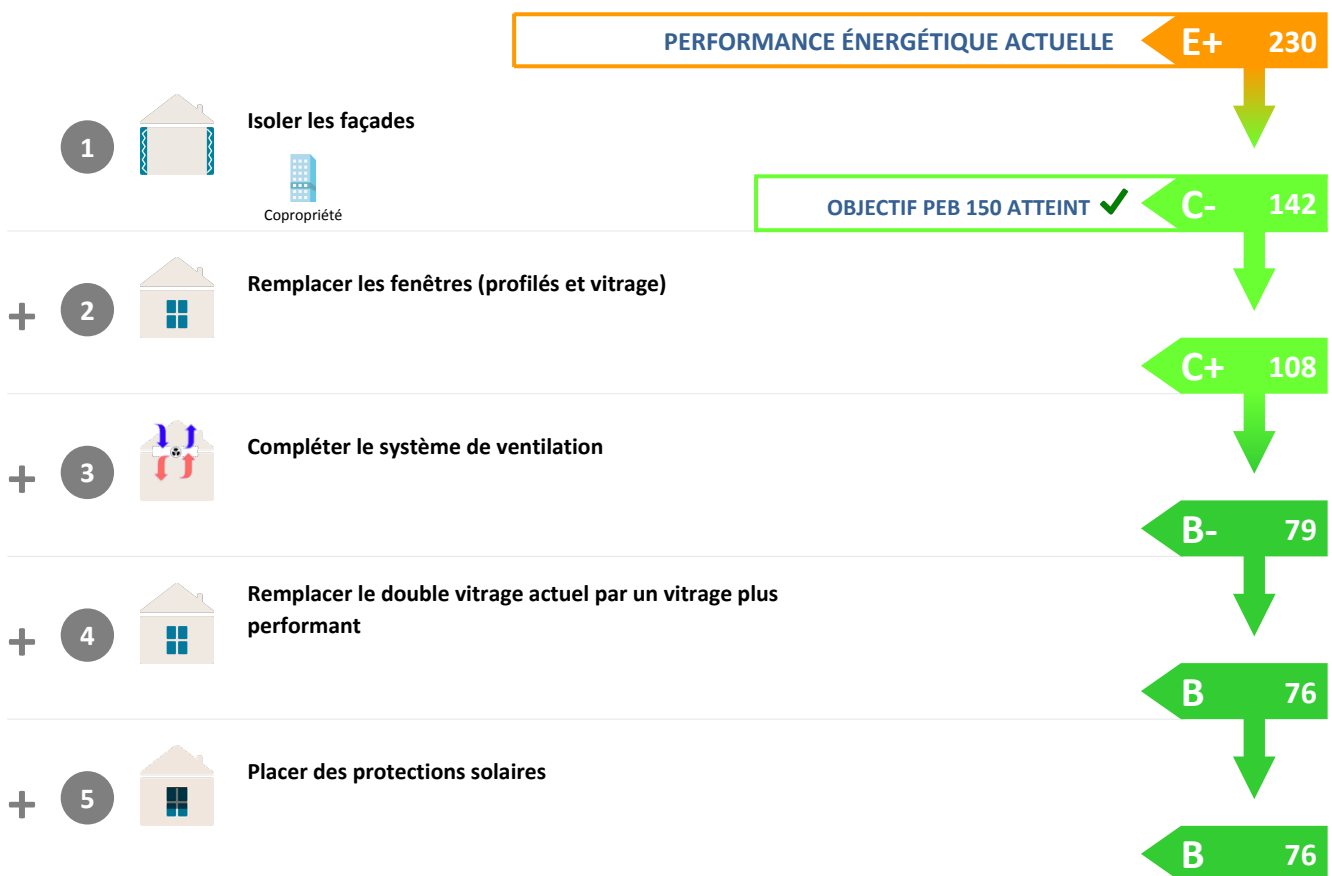 PERFORMANCE ÉNERGÉTIQUE ACTUELLE
E+ 230
1
Isoler les façades
Copropriété
OBJECTIF PEB 150 ATTEINT
C- 142
+ 2
Remplacer les fenêtres (profilés et vitrage)
C+ 108
+ 3
Compléter le système de ventilation
B- 79
+ 4
Remplacer le double vitrage actuel par un vitrage plus
performant
B 76
+ 5
Placer des protections solaires
B 76